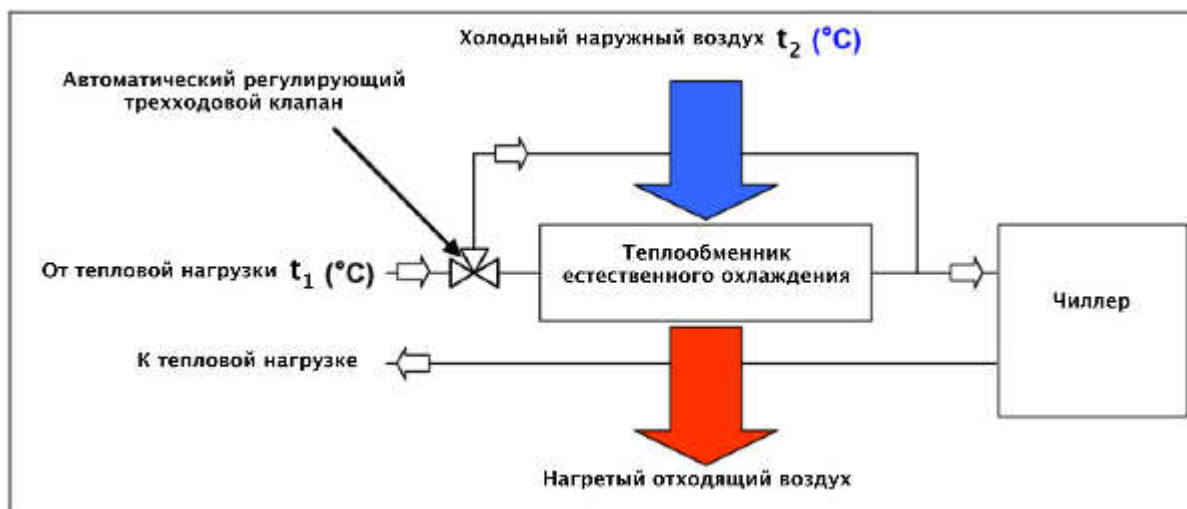 Холодный наружный воздух t₂ (°C)
Автоматический регулирующий
трехходовой клапан
От тепловой нагрузки t₁ (°C)
Теплообменник
естественного охлаждения
Чиллер
К тепловой нагрузке
Нагретый отходящий воздух